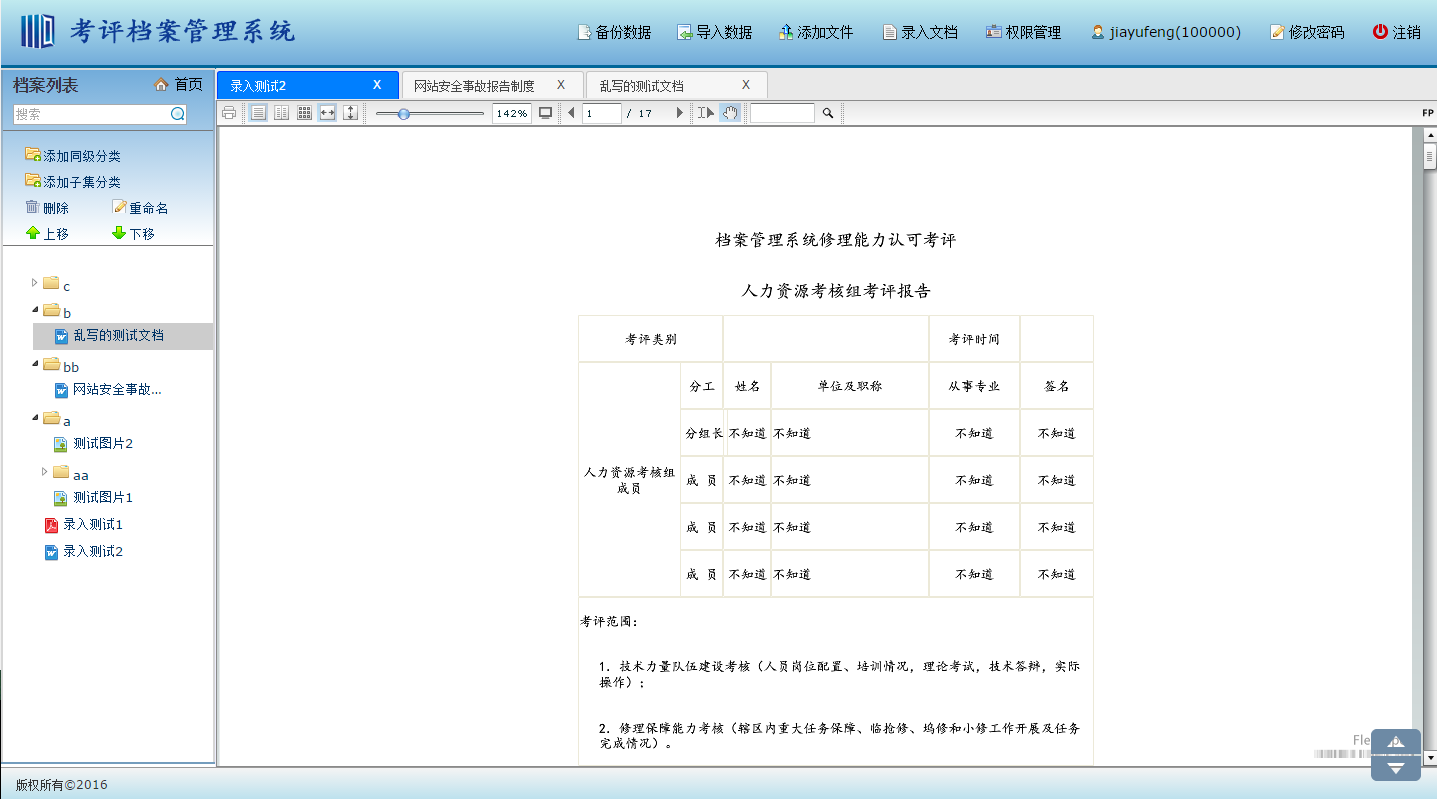 考评档案管理系统
备份数据 导入数据 添加文件 录入文档 权限管理 jiayufeng(100000) 修改密码 注销
档案列表 首页
搜索
添加同级分类
添加子集分类
删除 重命名
上移 下移
c
b
乱写的测试文档
bb
网站安全事故...
a
测试图片2
aa
测试图片1
录入测试1
录入测试2
录入测试2 X 网站安全事故报告制度 X 乱写的测试文档 X
142% 1 / 17 FP
档案管理系统修理能力认可考评
人力资源考核组考评报告
考评类别 考评时间
分工 姓名 单位及职称 从事专业 签名
人力资源考核组
成员
分组长 不知道 不知道 不知道 不知道
成 员 不知道 不知道 不知道 不知道
成 员 不知道 不知道 不知道 不知道
成 员 不知道 不知道 不知道 不知道
考评范围：
1. 技术力量队伍建设考核（人员岗位配置、培训情况，理论考试，技术答辩，实际
操作）；
2. 修理保障能力考核（辖区内重大任务保障、临抢修、坞修和小修工作开展及任务
完成情况）。
版权所有©2016